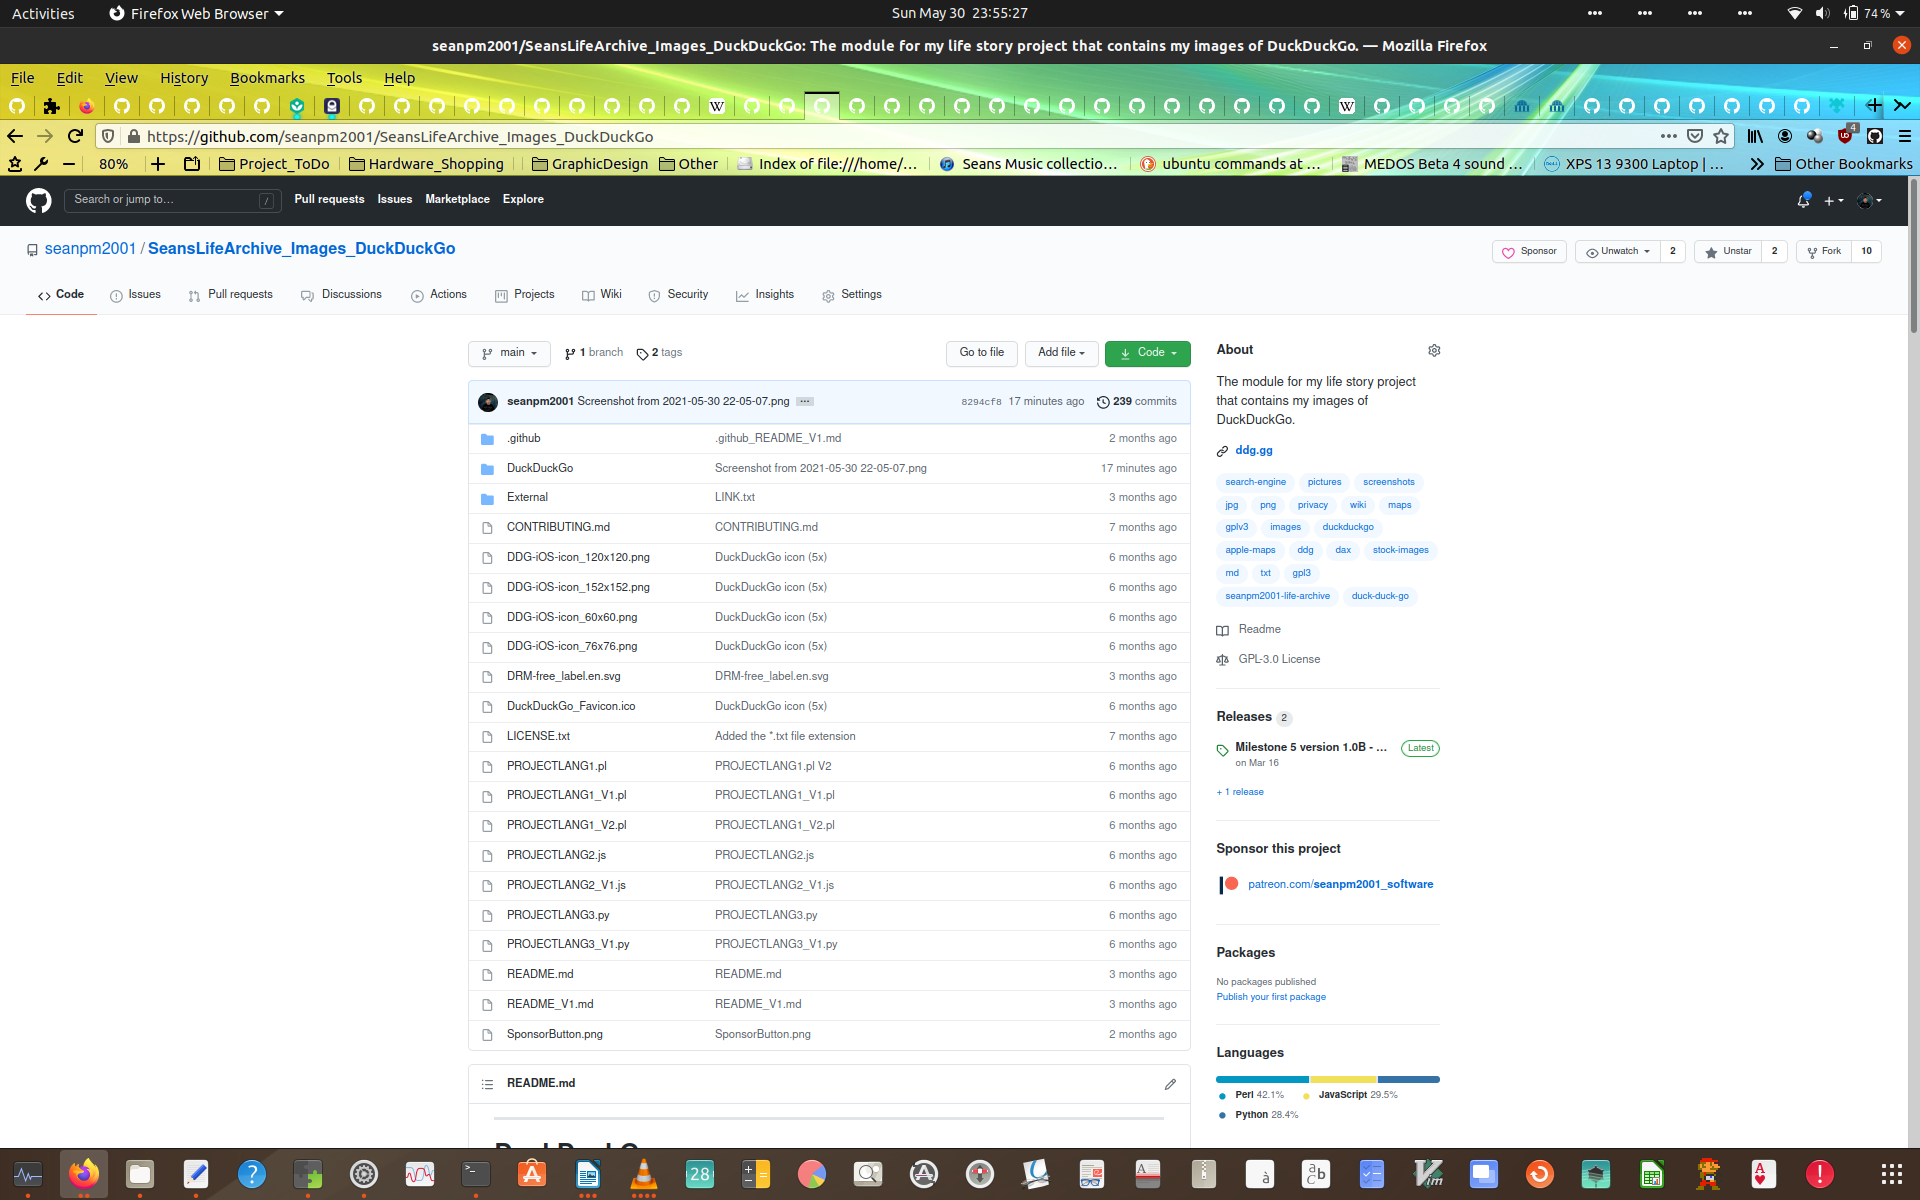 Activities Firefox Web Browser Sun May 30 23:55:27 74 %
seanpm2001/SeansLifeArchive_Images_DuckDuckGo: The module for my life story project that contains my images of DuckDuckGo. — Mozilla Firefox
File Edit View History Bookmarks Tools Help
https://github.com/seanpm2001/SeansLifeArchive_Images_DuckDuckGo 4
80% Project_ToDo Hardware_Shopping GraphicDesign Other Index of file:///home/… Seans Music collectio… ubuntu commands at … MEDOS Beta 4 sound … XPS 13 9300 Laptop | … Other Bookmarks
Search or jump to… / Pull requests Issues Marketplace Explore
seanpm2001 / SeansLifeArchive_Images_DuckDuckGo Sponsor Unwatch 2 Unstar 2 Fork 10
Code Issues Pull requests Discussions Actions Projects Wiki Security Insights Settings
main 1 branch 2 tags Go to file Add file Code
seanpm2001 Screenshot from 2021-05-30 22-05-07.png ... 8294cf8 17 minutes ago 239 commits
.github .github_README_V1.md 2 months ago
DuckDuckGo Screenshot from 2021-05-30 22-05-07.png 17 minutes ago
External LINK.txt 3 months ago
CONTRIBUTING.md CONTRIBUTING.md 7 months ago
DDG-iOS-icon_120x120.png DuckDuckGo icon (5x) 6 months ago
DDG-iOS-icon_152x152.png DuckDuckGo icon (5x) 6 months ago
DDG-iOS-icon_60x60.png DuckDuckGo icon (5x) 6 months ago
DDG-iOS-icon_76x76.png DuckDuckGo icon (5x) 6 months ago
DRM-free_label.en.svg DRM-free_label.en.svg 3 months ago
DuckDuckGo_Favicon.ico DuckDuckGo icon (5x) 6 months ago
LICENSE.txt Added the *.txt file extension 7 months ago
PROJECTLANG1.pl PROJECTLANG1.pl V2 6 months ago
PROJECTLANG1_V1.pl PROJECTLANG1_V1.pl 6 months ago
PROJECTLANG1_V2.pl PROJECTLANG1_V2.pl 6 months ago
PROJECTLANG2.js PROJECTLANG2.js 6 months ago
PROJECTLANG2_V1.js PROJECTLANG2_V1.js 6 months ago
PROJECTLANG3.py PROJECTLANG3.py 6 months ago
PROJECTLANG3_V1.py PROJECTLANG3_V1.py 6 months ago
README.md README.md 3 months ago
README_V1.md README_V1.md 3 months ago
SponsorButton.png SponsorButton.png 2 months ago
README.md
About
The module for my life story project
that contains my images of
DuckDuckGo.
ddg.gg
search-engine pictures screenshots
jpg png privacy wiki maps
gplv3 images duckduckgo
apple-maps ddg dax stock-images
md txt gpl3
seanpm2001-life-archive duck-duck-go
Readme
GPL-3.0 License
Releases 2
Milestone 5 version 1.0B - … Latest
on Mar 16
+ 1 release
Sponsor this project
patreon.com/seanpm2001_software
Packages
No packages published
Publish your first package
Languages
Perl 42.1% JavaScript 29.5%
Python 28.4%
28